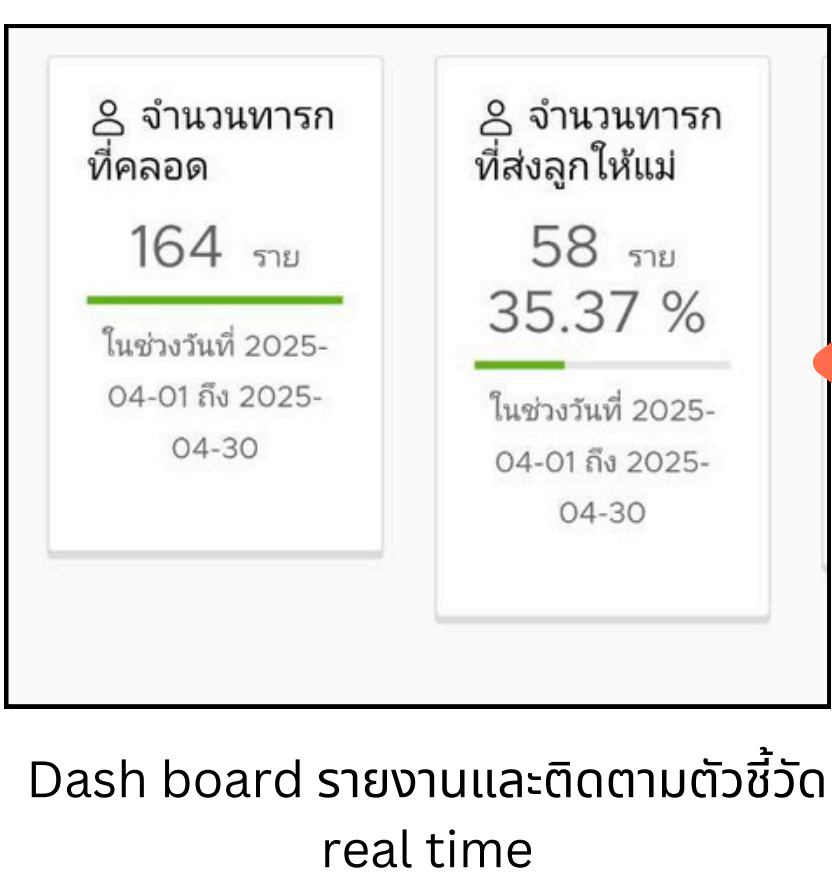 จำนวนทารก
ที่คลอด
164 ราย
ในช่วงวันที่ 2025-
04-01 ถึง 2025-
04-30
จำนวนทารก
ที่ส่งลูกให้แม่
58 ราย
35.37 %
ในช่วงวันที่ 2025-
04-01 ถึง 2025-
04-30
Dash board รายงานและติดตามตัวชี้วัด
real time